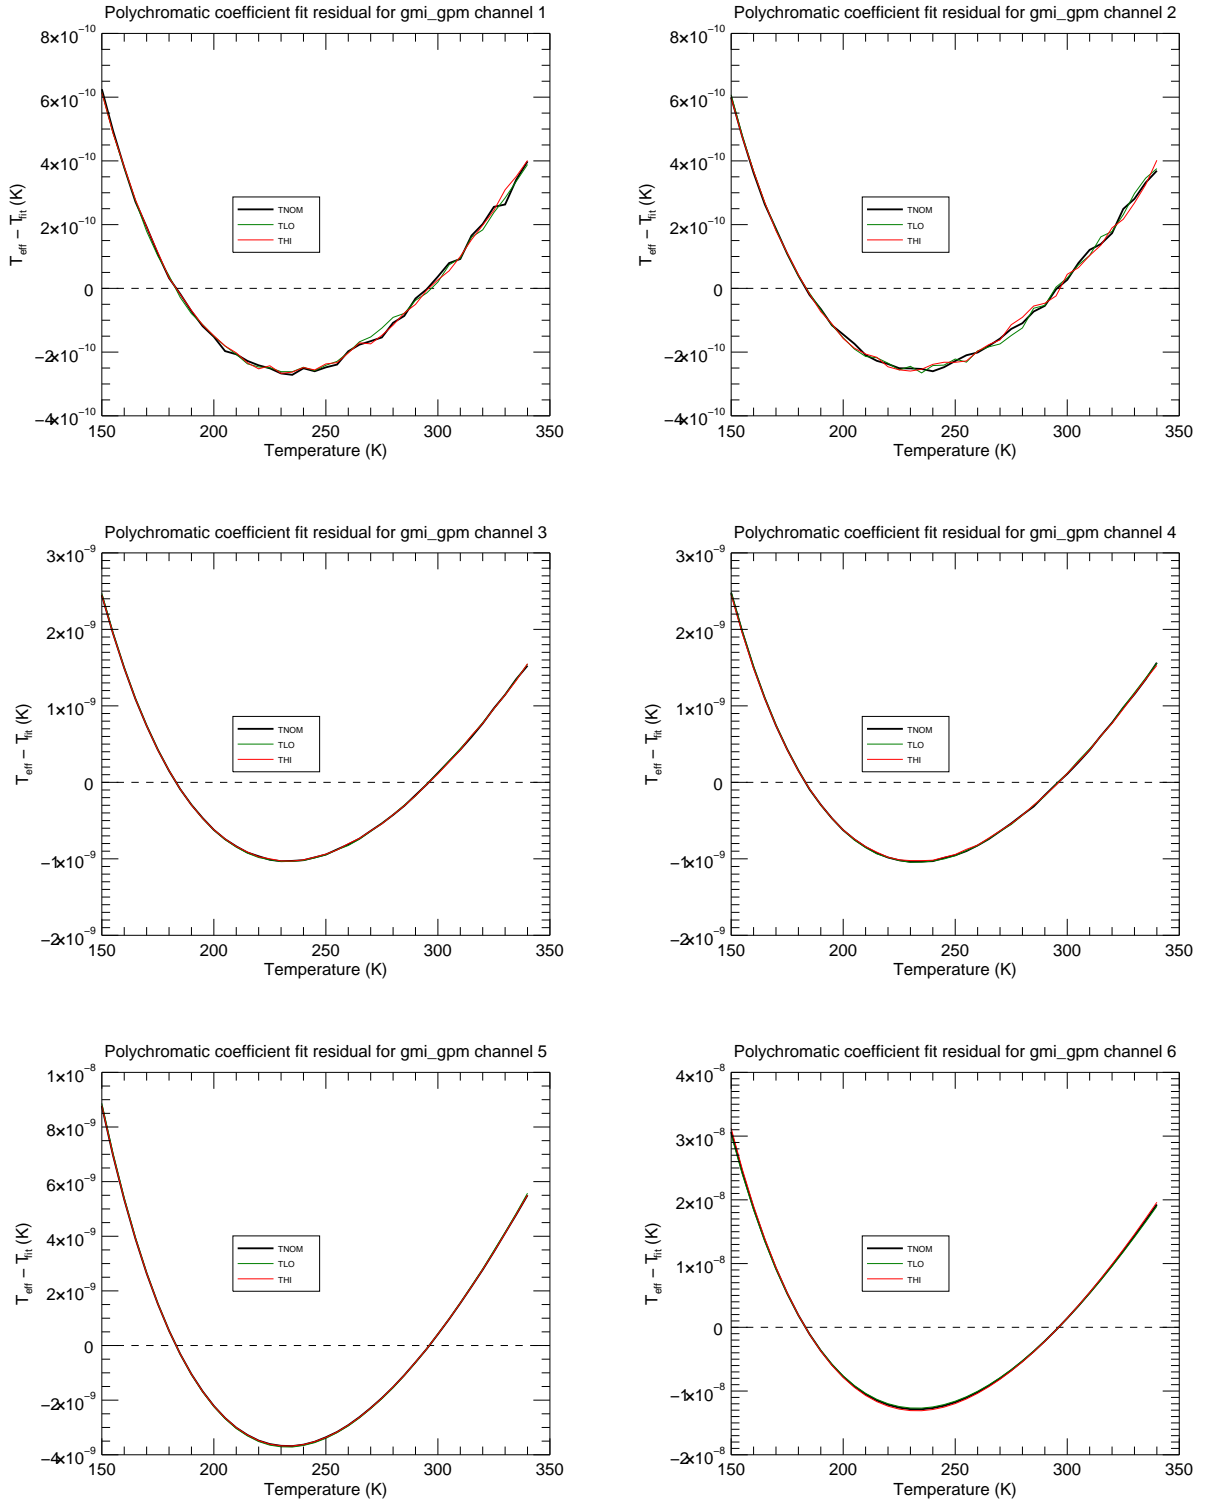 Polychromatic coefficient fit residual for gmi_gpm channel 1
8×10⁻¹⁰
6×10⁻¹⁰
4×10⁻¹⁰
2×10⁻¹⁰
0
−2×10⁻¹⁰
−4×10⁻¹⁰
T_eff − T_fit (K)
TNOM
TLO
THI
150 200 250 300 350
Temperature (K)
Polychromatic coefficient fit residual for gmi_gpm channel 2
8×10⁻¹⁰
6×10⁻¹⁰
4×10⁻¹⁰
2×10⁻¹⁰
0
−2×10⁻¹⁰
−4×10⁻¹⁰
T_eff − T_fit (K)
TNOM
TLO
THI
150 200 250 300 350
Temperature (K)
Polychromatic coefficient fit residual for gmi_gpm channel 3
3×10⁻⁹
2×10⁻⁹
1×10⁻⁹
0
−1×10⁻⁹
−2×10⁻⁹
T_eff − T_fit (K)
TNOM
TLO
THI
150 200 250 300 350
Temperature (K)
Polychromatic coefficient fit residual for gmi_gpm channel 4
3×10⁻⁹
2×10⁻⁹
1×10⁻⁹
0
−1×10⁻⁹
−2×10⁻⁹
T_eff − T_fit (K)
TNOM
TLO
THI
150 200 250 300 350
Temperature (K)
Polychromatic coefficient fit residual for gmi_gpm channel 5
1×10⁻⁸
8×10⁻⁹
6×10⁻⁹
4×10⁻⁹
2×10⁻⁹
0
−2×10⁻⁹
−4×10⁻⁹
T_eff − T_fit (K)
TNOM
TLO
THI
150 200 250 300 350
Temperature (K)
Polychromatic coefficient fit residual for gmi_gpm channel 6
4×10⁻⁸
3×10⁻⁸
2×10⁻⁸
1×10⁻⁸
0
−1×10⁻⁸
−2×10⁻⁸
T_eff − T_fit (K)
TNOM
TLO
THI
150 200 250 300 350
Temperature (K)